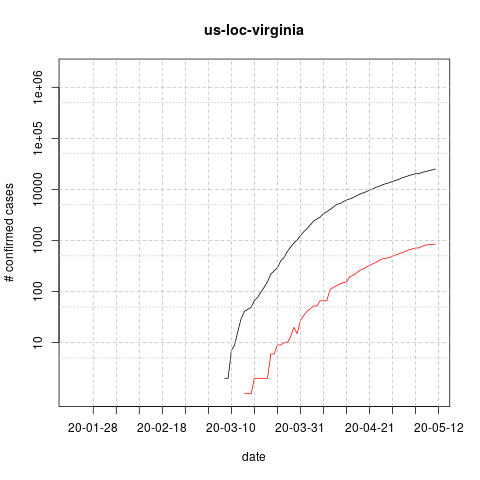 us-loc-virginia
# confirmed cases
1e+06
1e+05
10000
1000
100
10
20-01-28 20-02-18 20-03-10 20-03-31 20-04-21 20-05-12
date